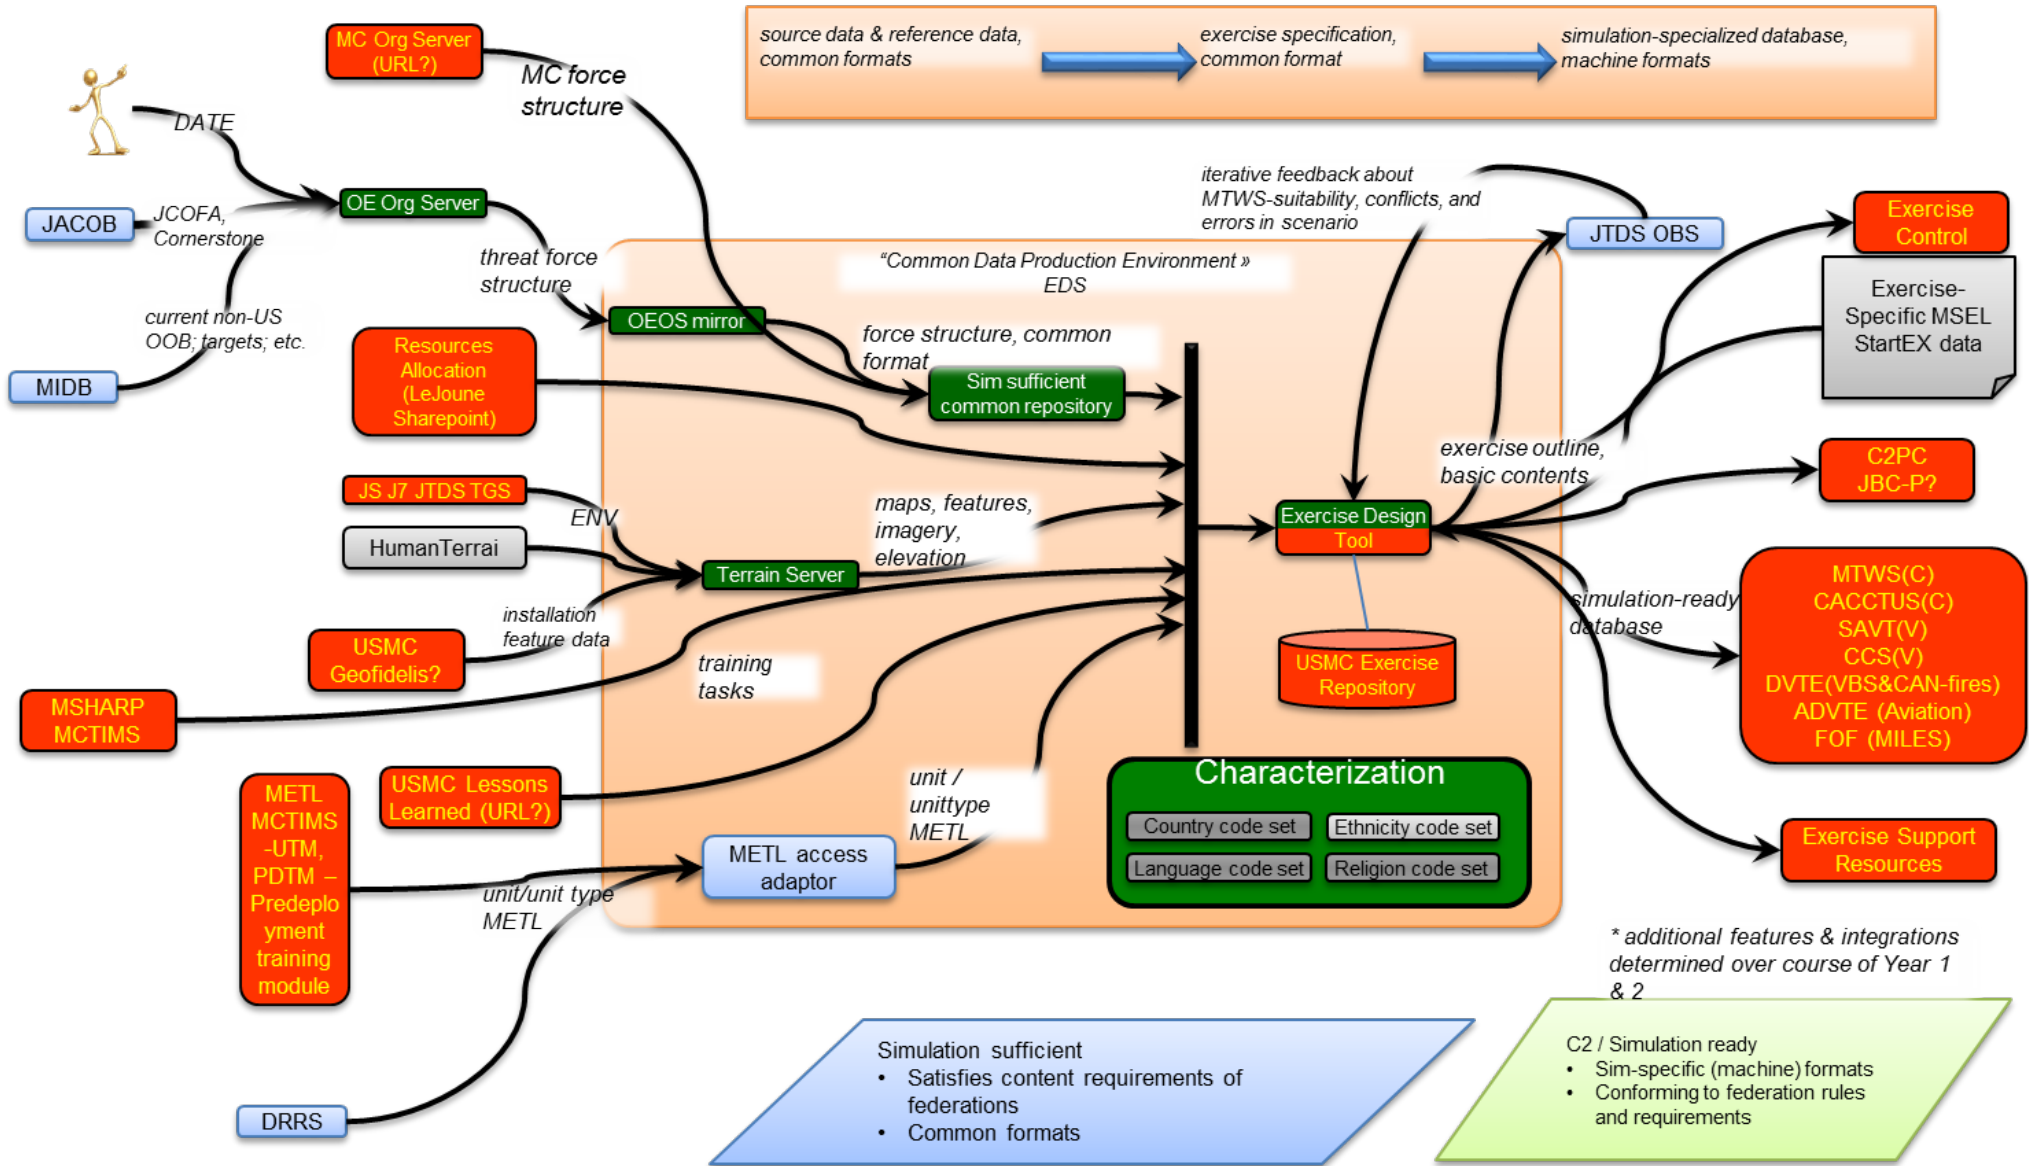 MC Org Server
(URL?)
source data & reference data,
common formats
exercise specification,
common format
simulation-specialized database,
machine formats
MC force
structure
DATE
JACOB
JCOFA,
Cornerstone
OE Org Server
threat force
structure
iterative feedback about
MTWS-suitability, conflicts, and
errors in scenario
JTDS OBS
Exercise
Control
"Common Data Production Environment »
EDS
Exercise-
Specific MSEL
StartEX data
current non-US
OOB; targets; etc.
MIDB
OEOS mirror
force structure, common
format
Resources
Allocation
(LeJoune
Sharepoint)
Sim sufficient
common repository
exercise outline,
basic contents
C2PC
JBC-P?
JS J7 JTDS TGS
ENV
HumanTerrai
maps, features,
imagery,
elevation
Terrain Server
Exercise Design
Tool
installation
feature data
USMC
Geofidelis?
MSHARP
MCTIMS
training
tasks
USMC Exercise
Repository
simulation-ready
database
MTWS(C)
CACCTUS(C)
SAVT(V)
CCS(V)
DVTE(VBS&CAN-fires)
ADVTE (Aviation)
FOF (MILES)
USMC Lessons
Learned (URL?)
METL
MCTIMS
-UTM,
PDTM –
Predeplo
yment
training
module
unit /
unittype
METL
METL access
adaptor
unit/unit type
METL
Characterization
Country code set
Ethnicity code set
Language code set
Religion code set
Exercise Support
Resources
DRRS
* additional features & integrations
determined over course of Year 1
& 2
Simulation sufficient
• Satisfies content requirements of
federations
• Common formats
C2 / Simulation ready
• Sim-specific (machine) formats
• Conforming to federation rules
and requirements